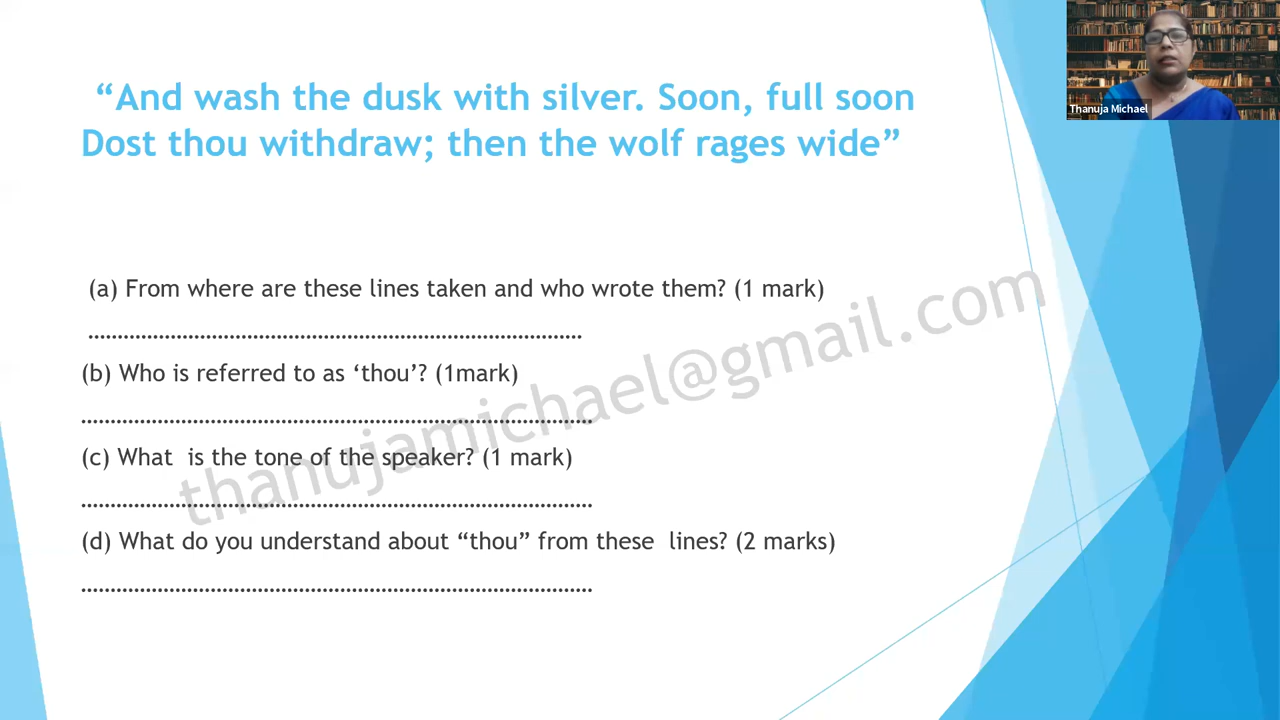 Thanuja Michael
“And wash the dusk with silver. Soon, full soon
Dost thou withdraw; then the wolf rages wide”
(a) From where are these lines taken and who wrote them? (1 mark)
...................................................................................
(b) Who is referred to as ‘thou’? (1mark)
......................................................................................
(c) What  is the tone of the speaker? (1 mark)
......................................................................................
(d) What do you understand about “thou” from these  lines? (2 marks)
......................................................................................
thanujamichael@gmail.com